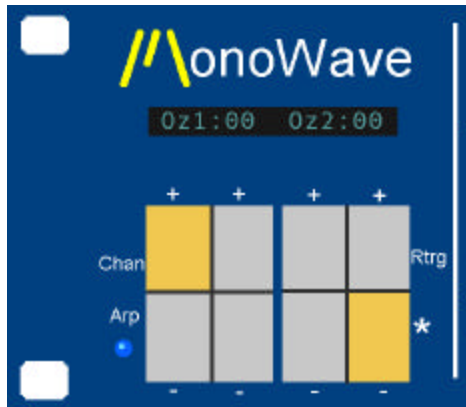 MonoWave
Oz1:00 Oz2:00
+ + + +
Chan Rtrg
Arp *
- - - -